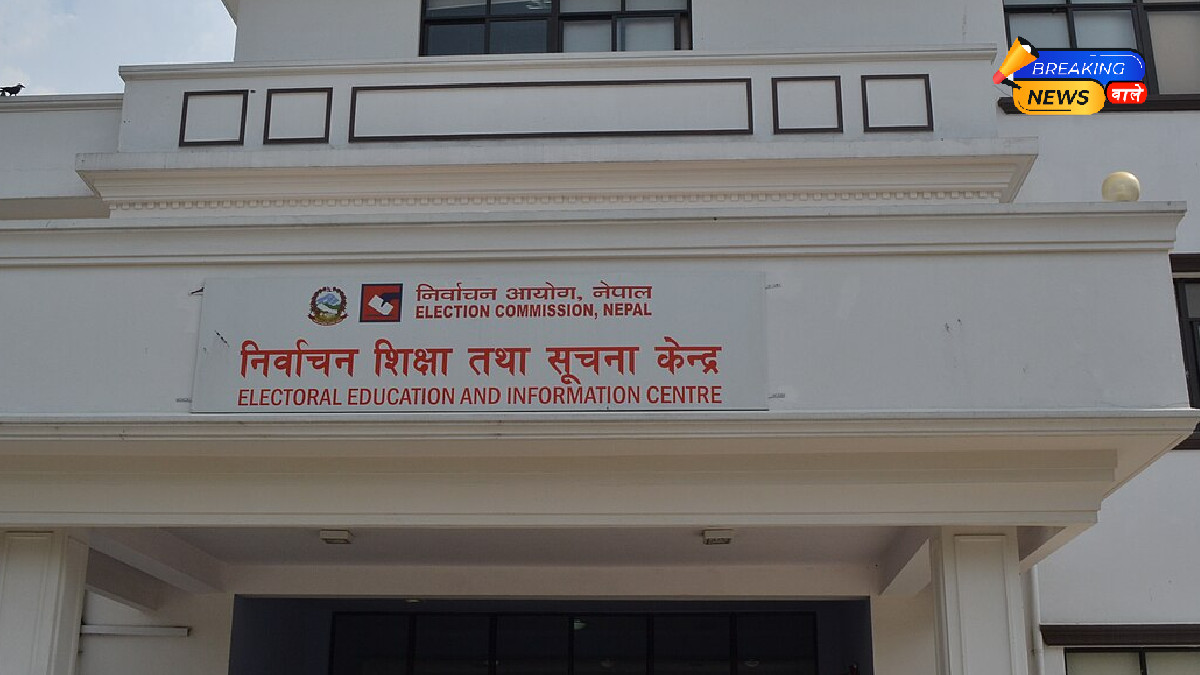 BREAKING
NEWS वाले
निर्वाचन आयोग, नेपाल
ELECTION COMMISSION, NEPAL
निर्वाचन शिक्षा तथा सूचना केन्द्र
ELECTORAL EDUCATION AND INFORMATION CENTRE